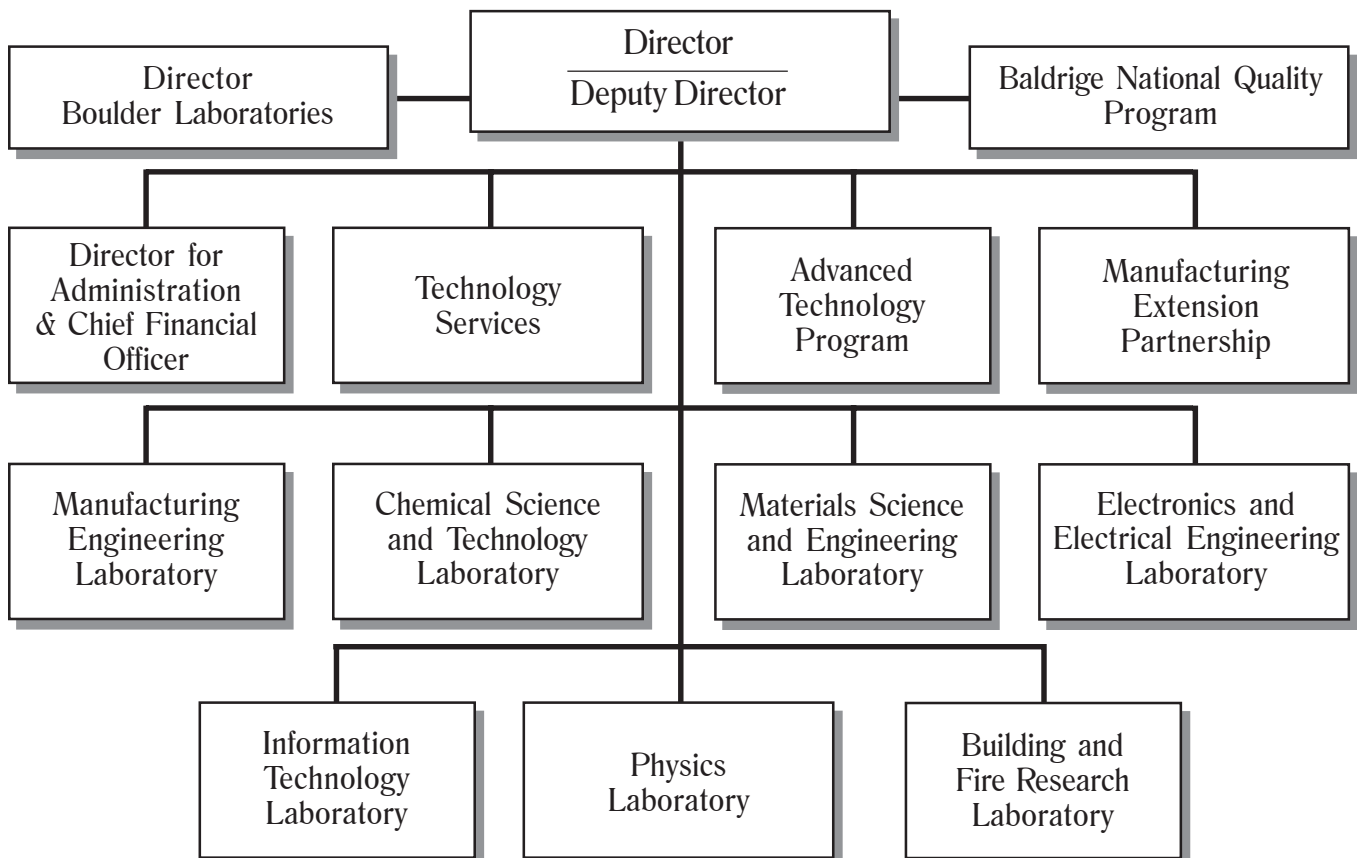 Director
Deputy Director
Director
Boulder Laboratories
Baldrige National Quality
Program
Director for
Administration
& Chief Financial
Officer
Technology
Services
Advanced
Technology
Program
Manufacturing
Extension
Partnership
Manufacturing
Engineering
Laboratory
Chemical Science
and Technology
Laboratory
Materials Science
and Engineering
Laboratory
Electronics and
Electrical Engineering
Laboratory
Information
Technology
Laboratory
Physics
Laboratory
Building and
Fire Research
Laboratory